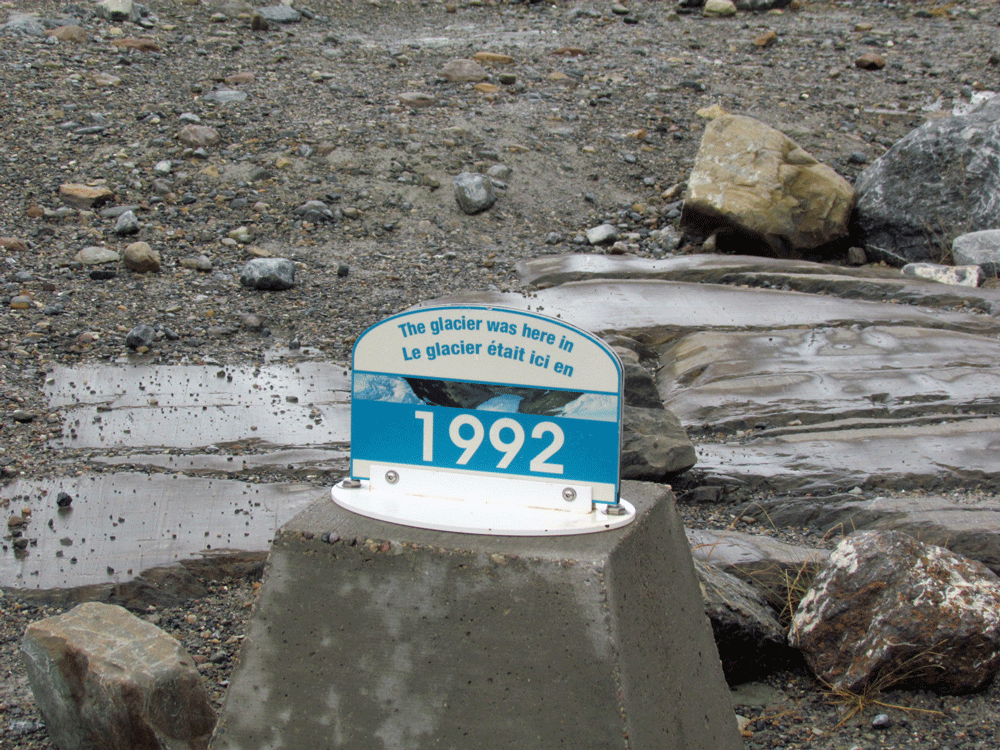 The glacier was here in
Le glacier était ici en
1992